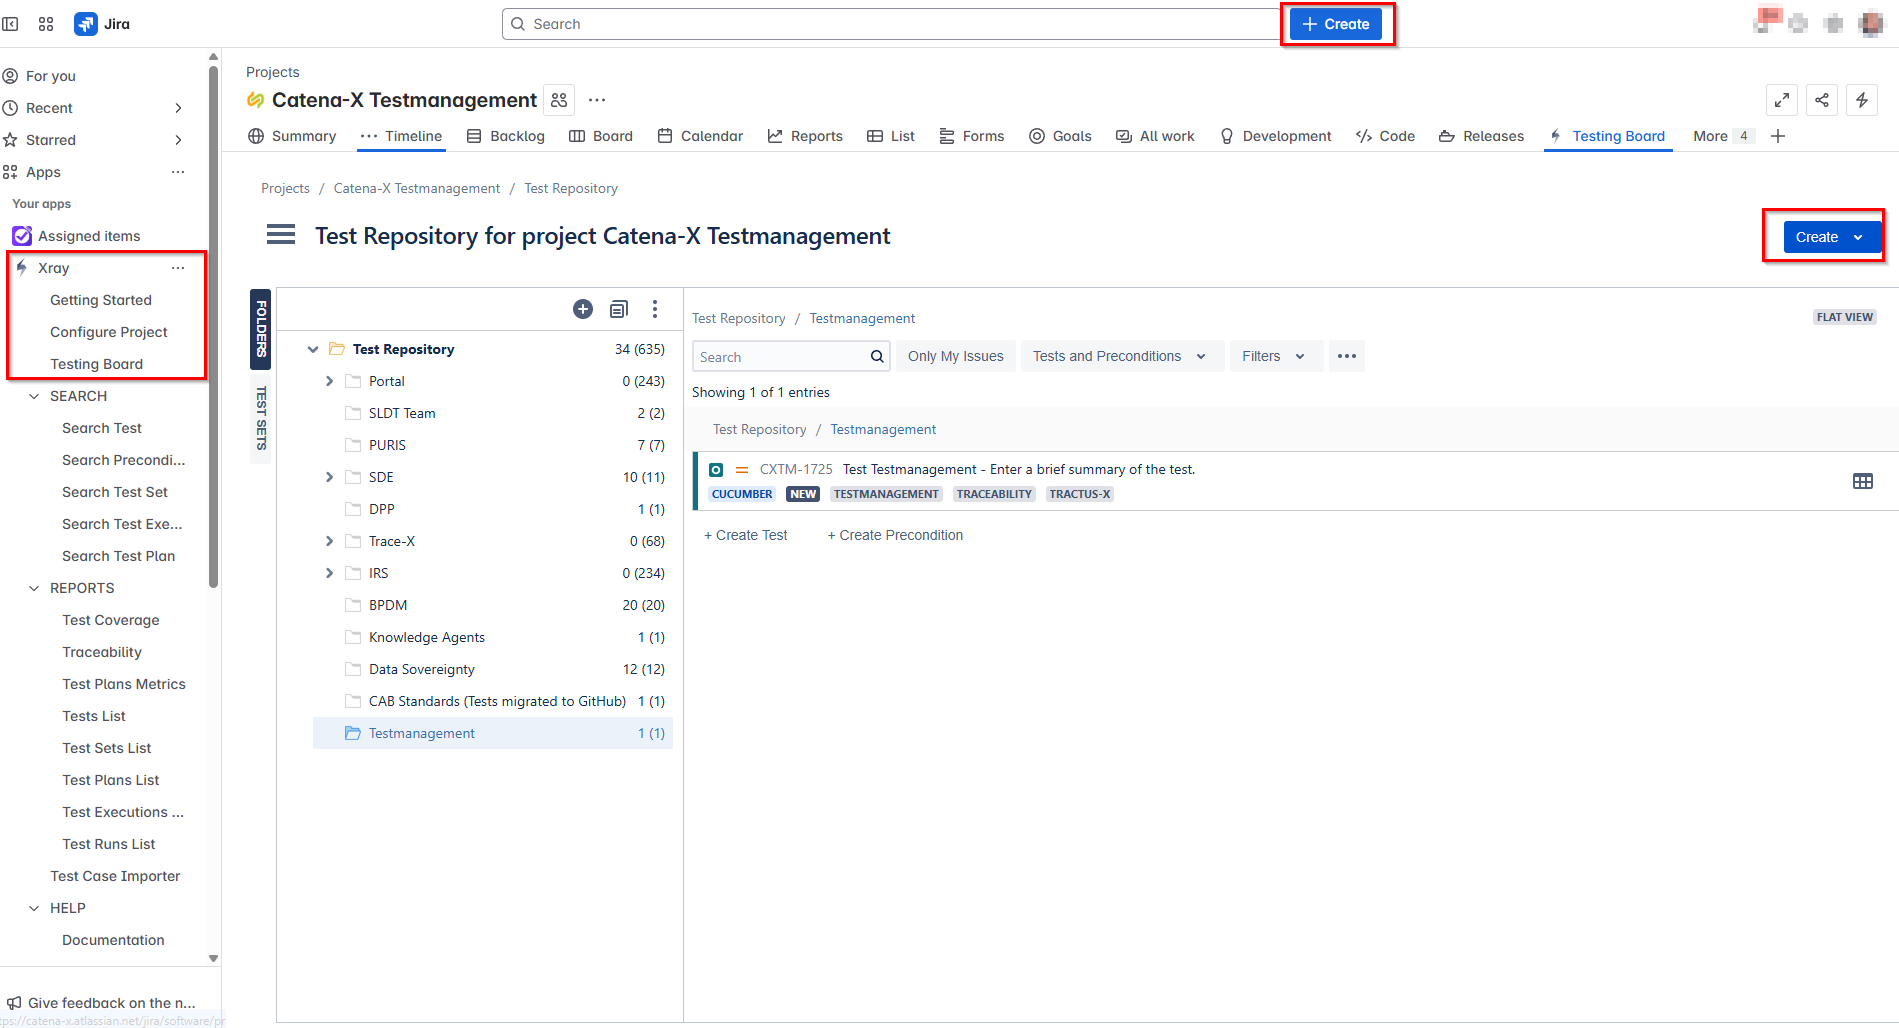 Jira
Search
Create
For you
Recent
Starred
Apps
Your apps
Assigned items
Xray
Getting Started
Configure Project
Testing Board
SEARCH
Search Test
Search Precondi...
Search Test Set
Search Test Exe...
Search Test Plan
REPORTS
Test Coverage
Traceability
Test Plans Metrics
Tests List
Test Sets List
Test Plans List
Test Executions ...
Test Runs List
Test Case Importer
HELP
Documentation
Give feedback on the n...
tps://catena-x.atlassian.net/jira/software/pr
Projects
Catena-X Testmanagement
Summary Timeline Backlog Board Calendar Reports List Forms Goals All work Development Code Releases Testing Board More 4
Projects / Catena-X Testmanagement / Test Repository
Test Repository for project Catena-X Testmanagement
Create
FOLDERS
TEST SETS
Test Repository 34 (635)
Portal 0 (243)
SLDT Team 2 (2)
PURIS 7 (7)
SDE 10 (11)
DPP 1 (1)
Trace-X 0 (68)
IRS 0 (234)
BPDM 20 (20)
Knowledge Agents 1 (1)
Data Sovereignty 12 (12)
CAB Standards (Tests migrated to GitHub) 1 (1)
Testmanagement 1 (1)
Test Repository / Testmanagement
FLAT VIEW
Search Only My Issues Tests and Preconditions Filters
Showing 1 of 1 entries
Test Repository / Testmanagement
CXTM-1725 Test Testmanagement - Enter a brief summary of the test.
CUCUMBER NEW TESTMANAGEMENT TRACEABILITY TRACTUS-X
+ Create Test + Create Precondition